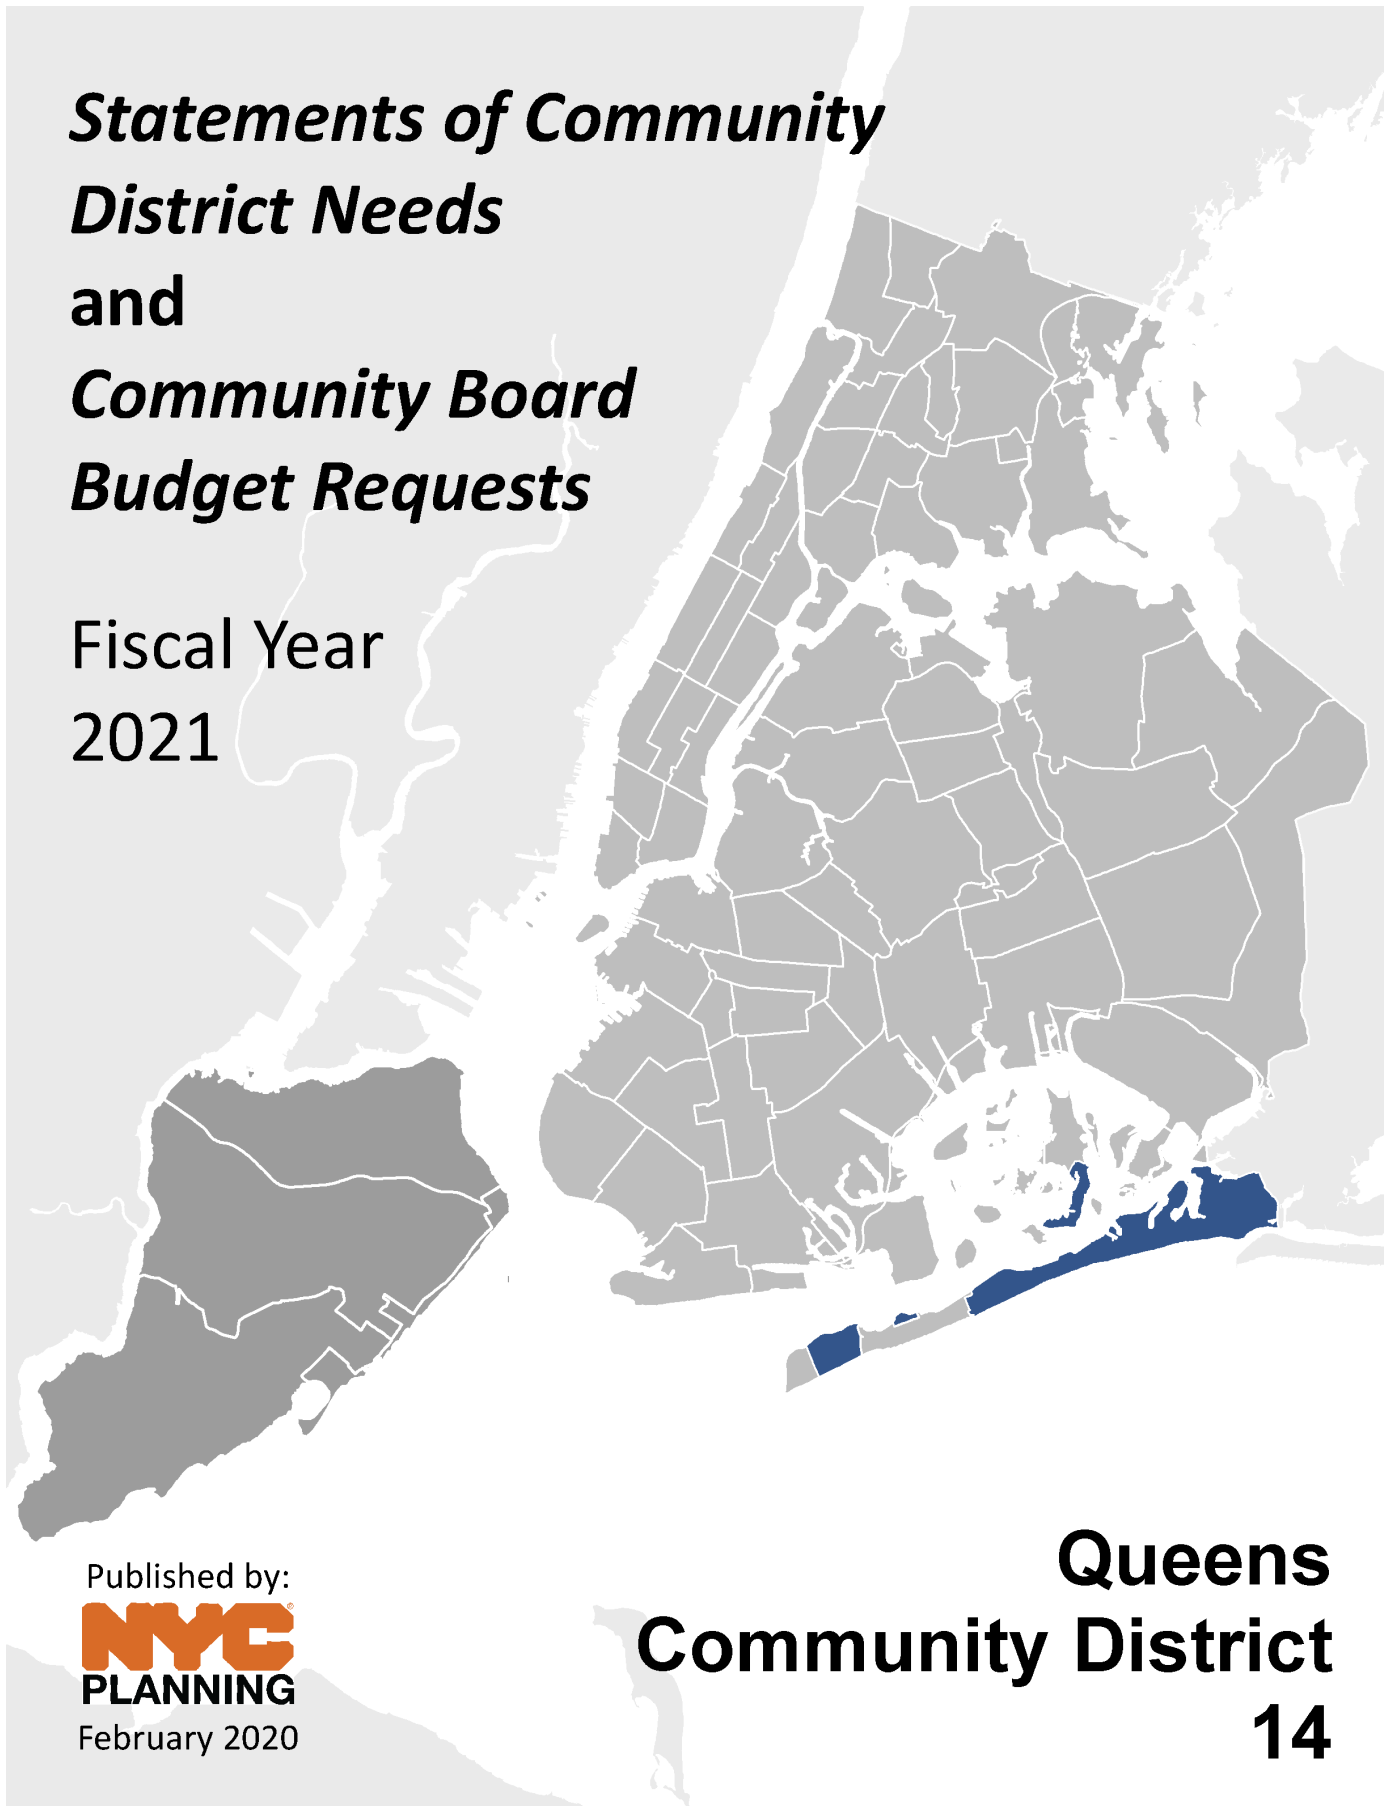 Statements of Community
District Needs
and
Community Board
Budget Requests
Fiscal Year
2021
Published by:
NYC®
PLANNING
February 2020
Queens
Community District
14